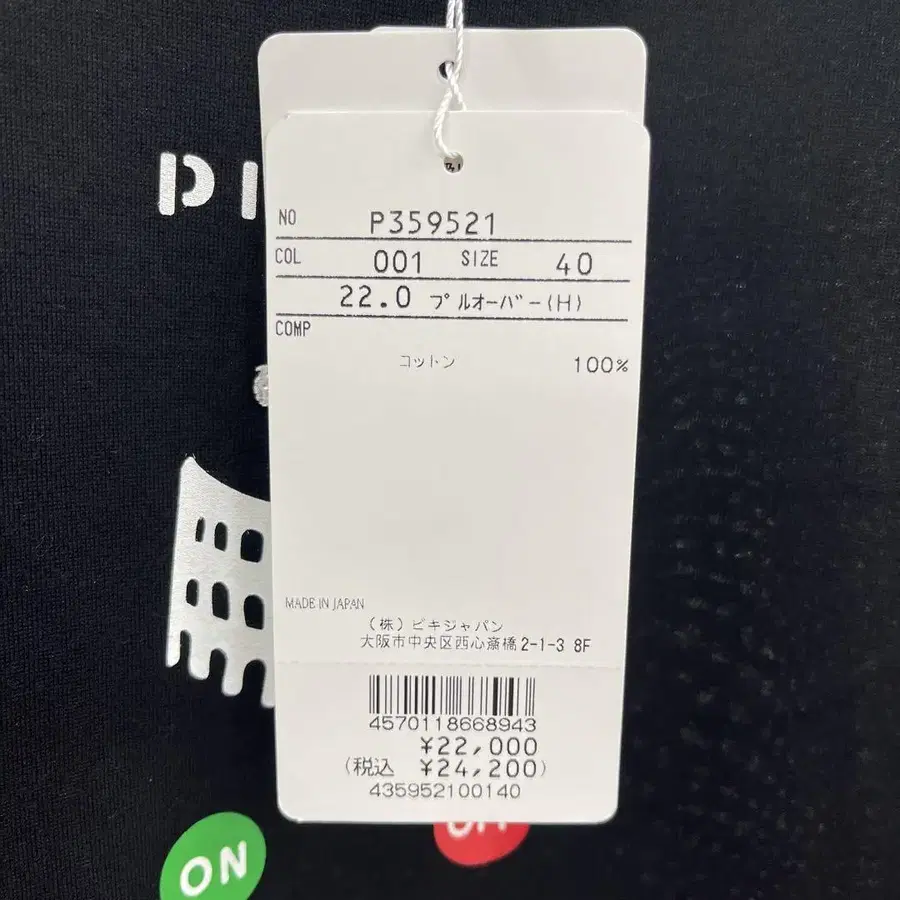 NO P359521
COL 001 SIZE 40
22.0 プルオーバー(H)
COMP
コットン 100%
MADE IN JAPAN
(株)ビキジャパン
大阪市中央区西心斎橋2-1-3 8F
4570118668943
¥22,000
(税込 ¥24,200)
435952100140
ON